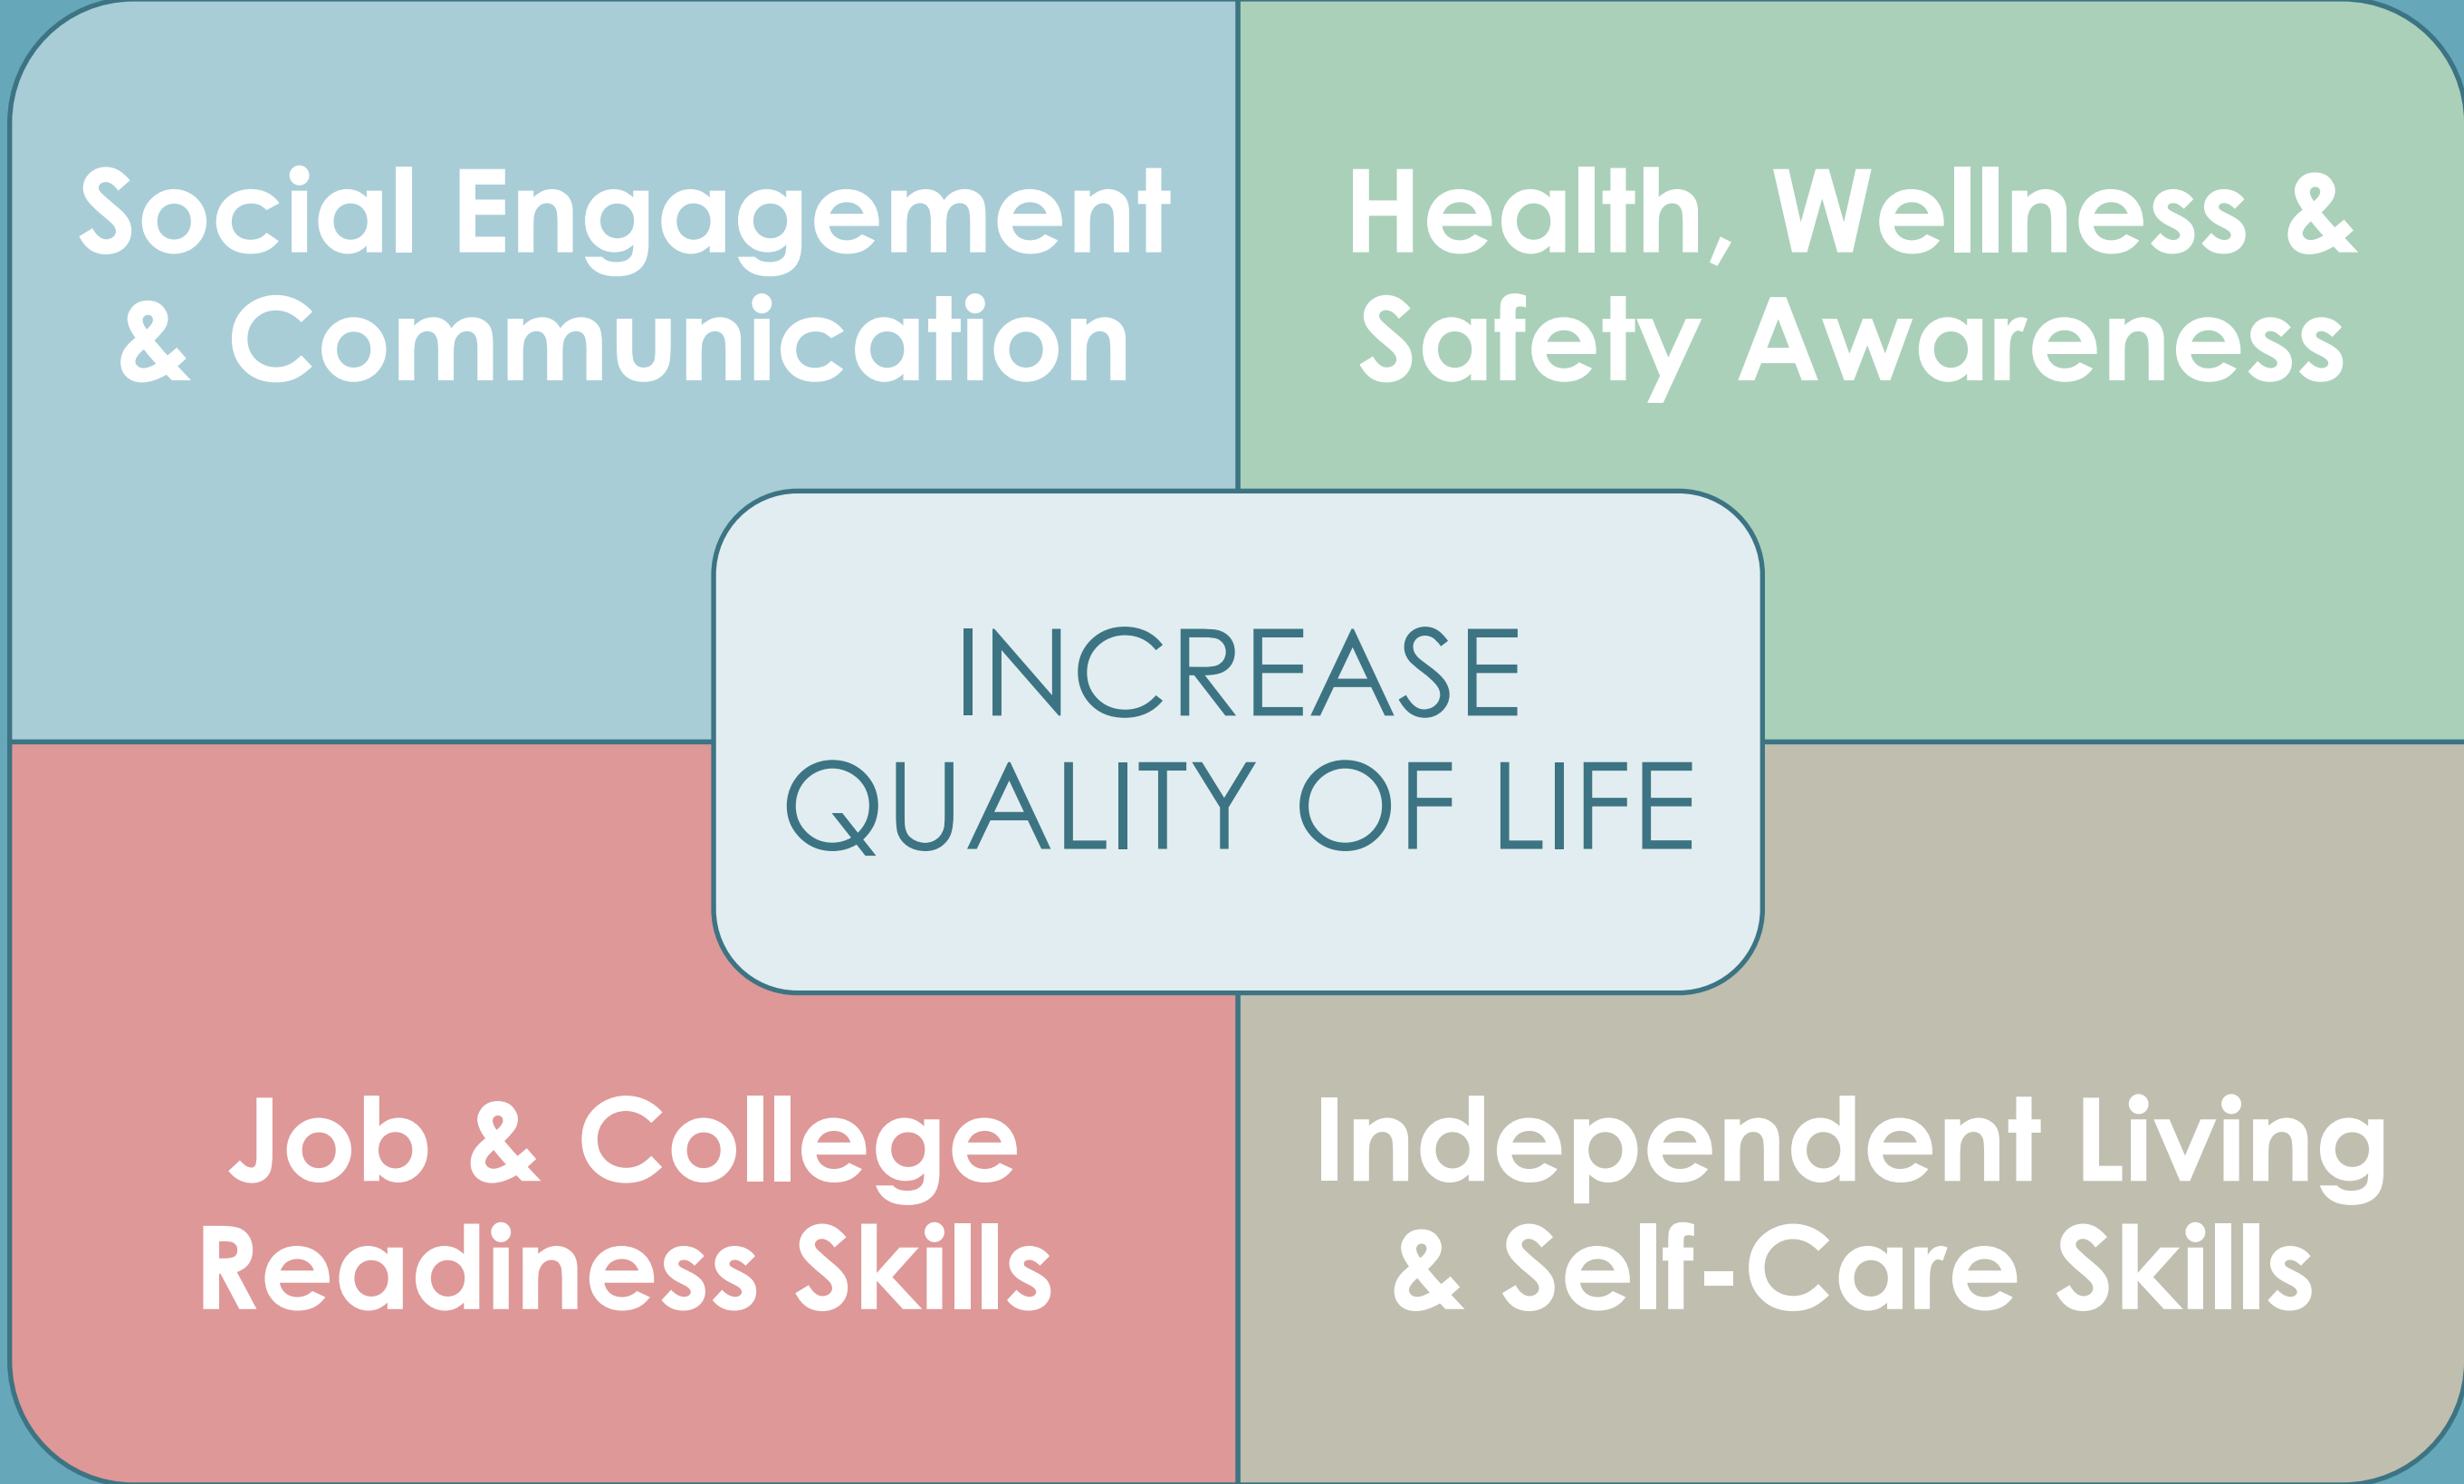 Social Engagement
& Communication
Health, Wellness &
Safety Awareness
INCREASE
QUALITY OF LIFE
Job & College
Readiness Skills
Independent Living
& Self-Care Skills